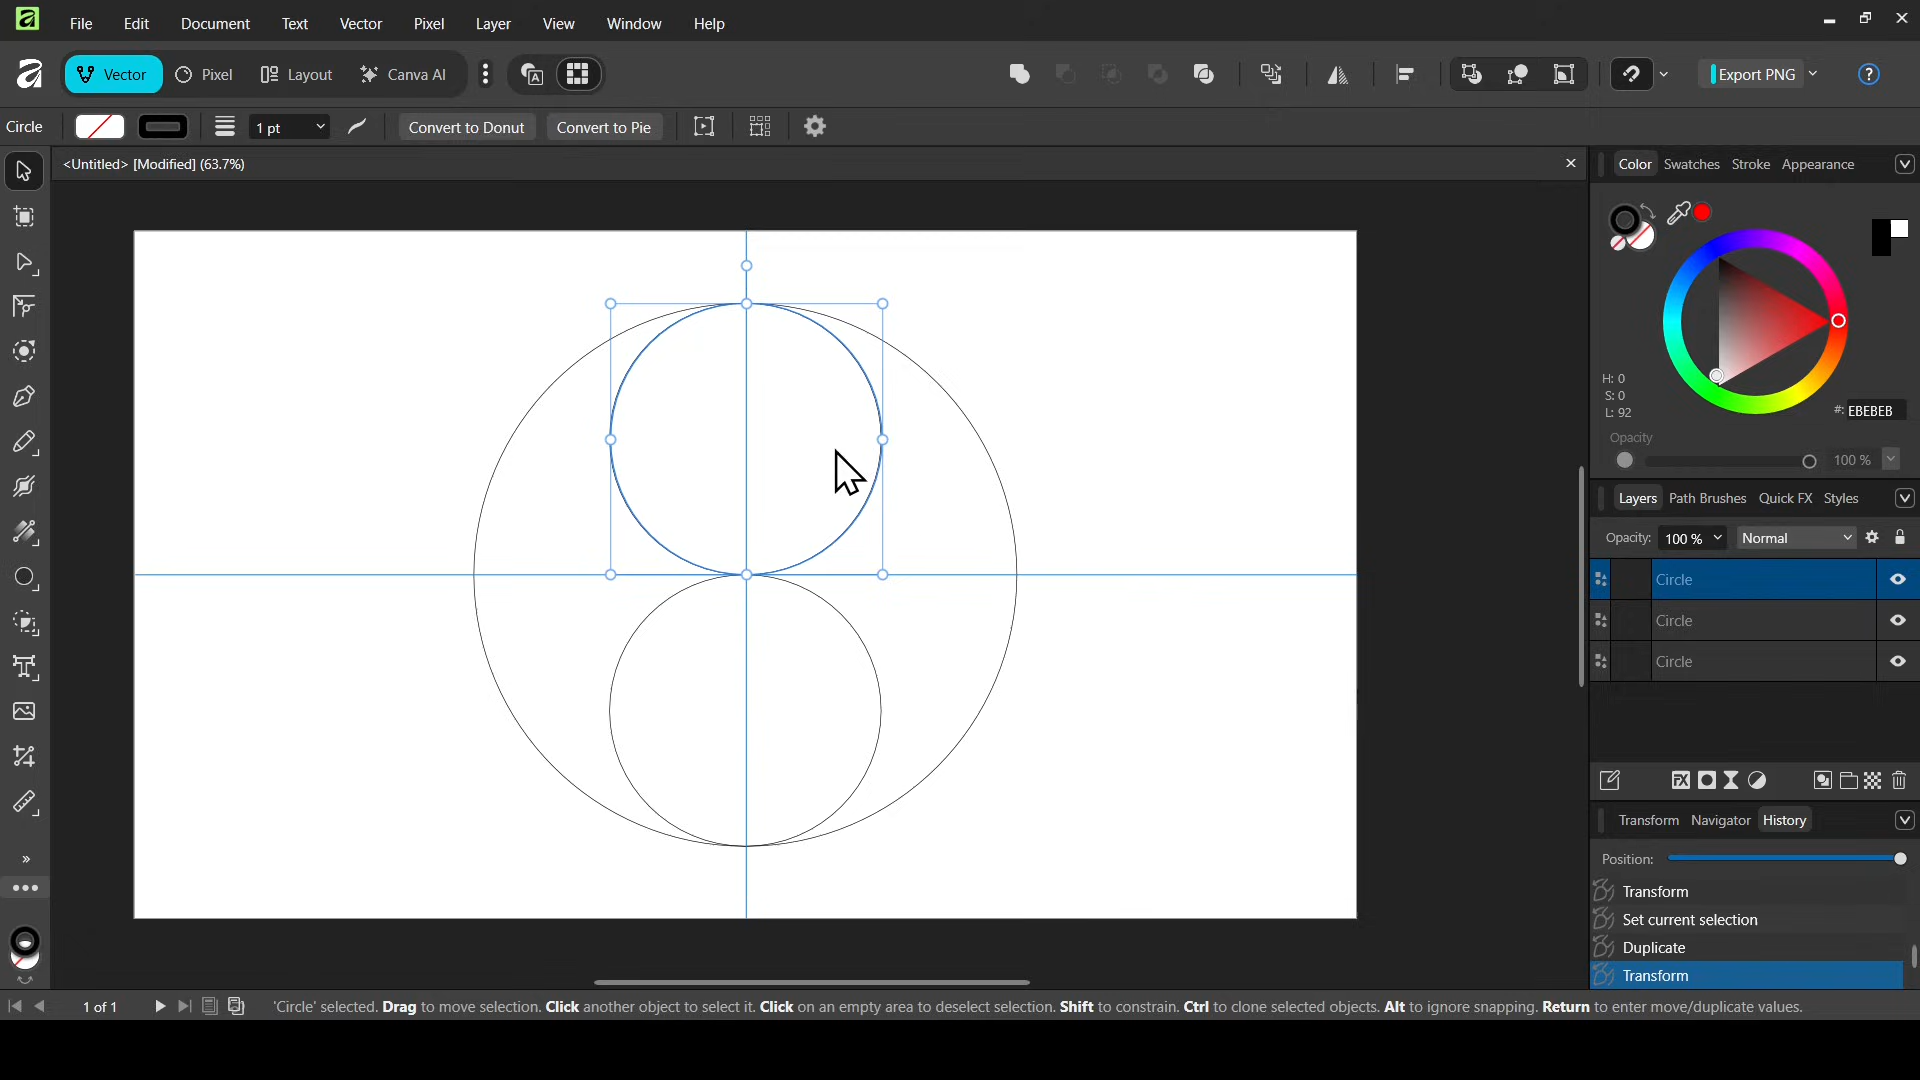 File Edit Document Text Vector Pixel Layer View Window Help
Vector Pixel Layout Canva AI Export PNG ?
Circle 1 pt Convert to Donut Convert to Pie
<Untitled> [Modified] (63.7%)
Color Swatches Stroke Appearance
H: 0
S: 0
L: 92
#: EBEBEB
Opacity
100 %
Layers Path Brushes Quick FX Styles
Opacity: 100 % Normal
Circle
Circle
Circle
FX
Transform Navigator History
Position:
Transform
Set current selection
Duplicate
Transform
1 of 1 'Circle' selected. Drag to move selection. Click another object to select it. Click on an empty area to deselect selection. Shift to constrain. Ctrl to clone selected objects. Alt to ignore snapping. Return to enter move/duplicate values.